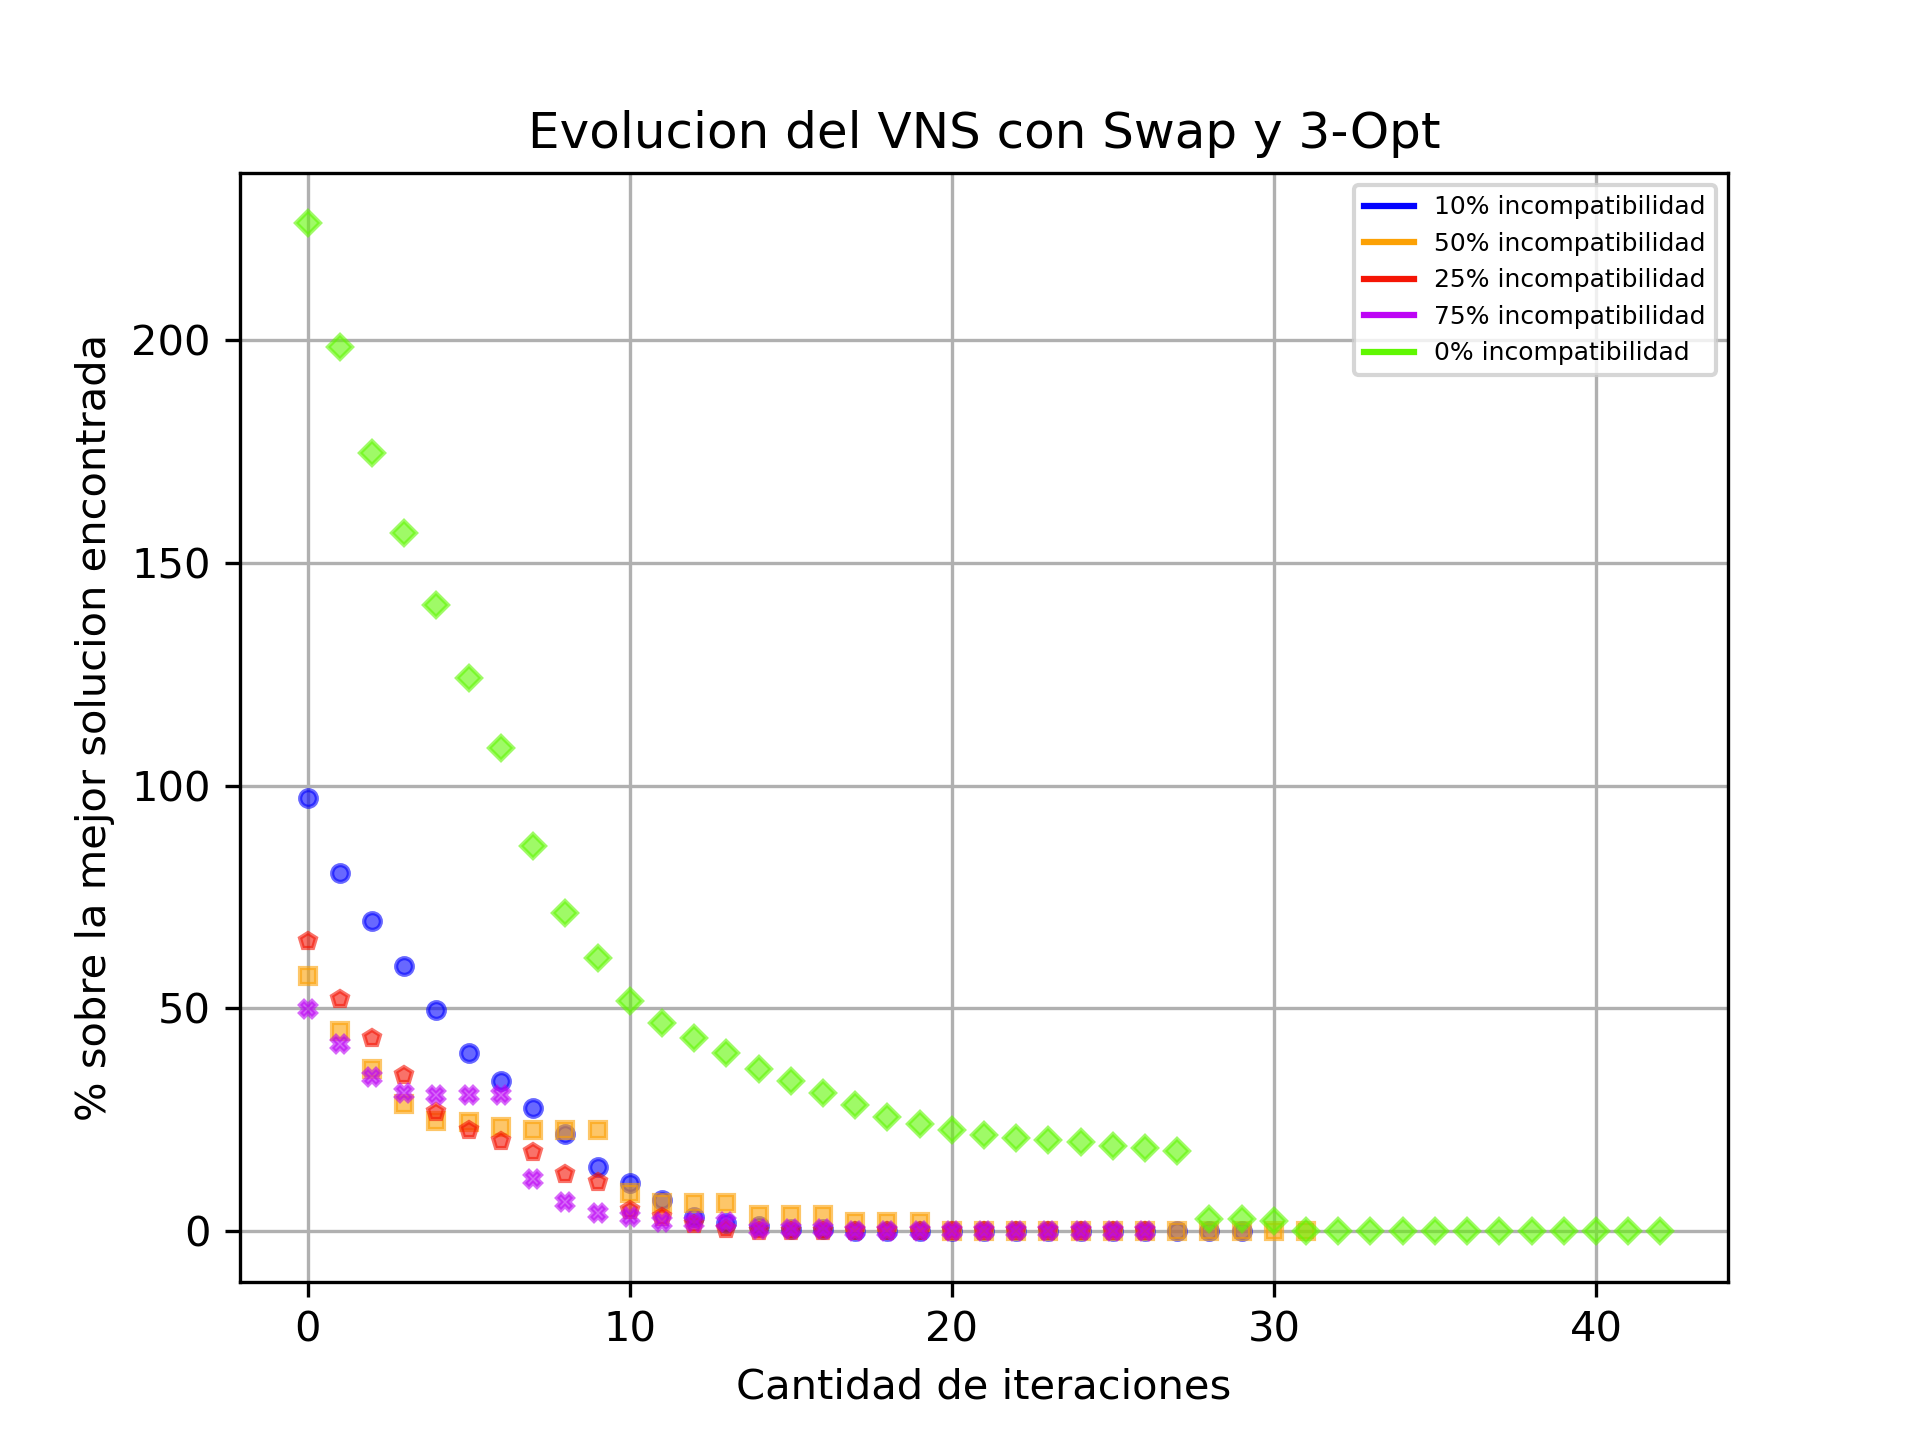 Evolucion del VNS con Swap y 3-Opt
10% incompatibilidad
50% incompatibilidad
25% incompatibilidad
75% incompatibilidad
0% incompatibilidad
% sobre la mejor solucion encontrada
200
150
100
50
0
0 10 20 30 40
Cantidad de iteraciones